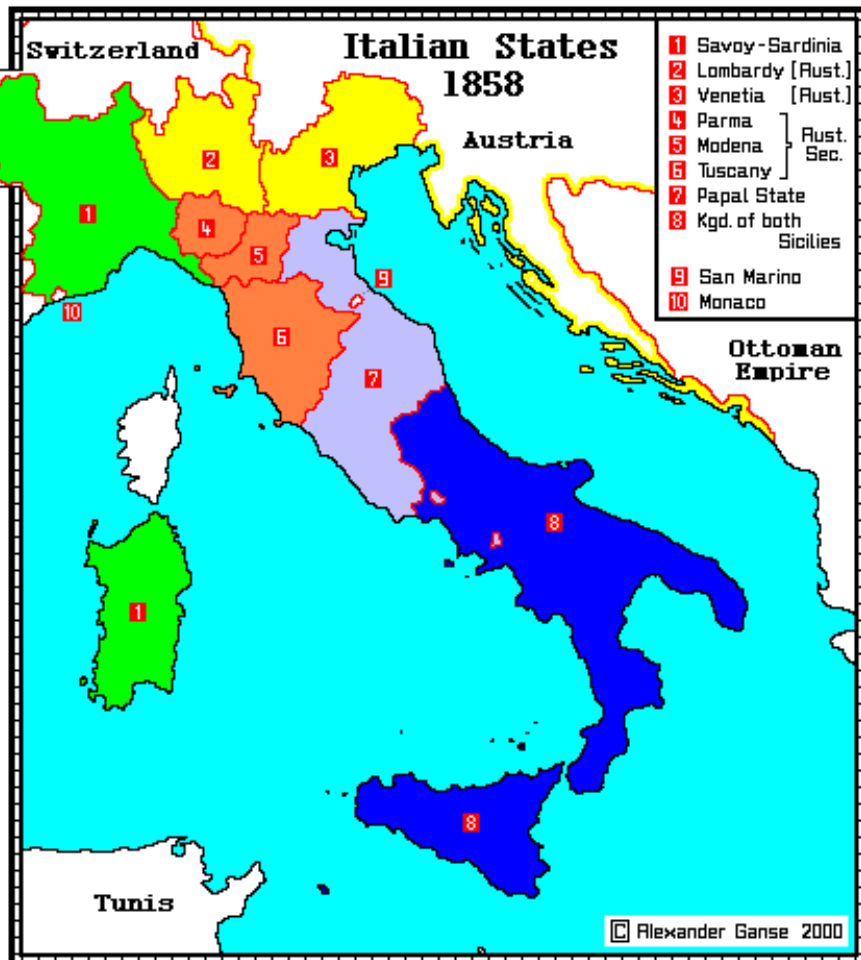 Italian States
1858
Switzerland
Austria
Ottoman
Empire
Tunis
1 Savoy-Sardinia
2 Lombardy [Aust.]
3 Venetia [Aust.]
4 Parma
5 Modena
6 Tuscany
Aust.
Sec.
7 Papal State
8 Kgd. of both
Sicilies
9 San Marino
10 Monaco
1
2
3
4
5
6
7
8
9
10
1
8
C Alexander Ganse 2000